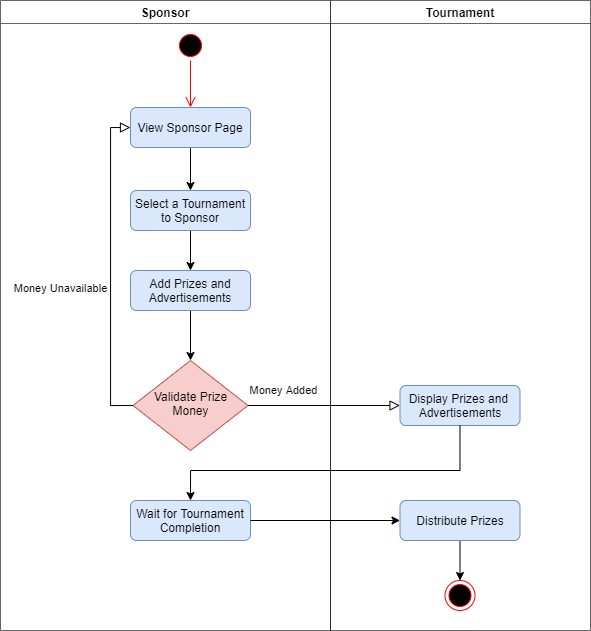 Sponsor
Tournament
View Sponsor Page
Select a Tournament
to Sponsor
Money Unavailable
Add Prizes and
Advertisements
Validate Prize
Money
Money Added
Display Prizes and
Advertisements
Wait for Tournament
Completion
Distribute Prizes